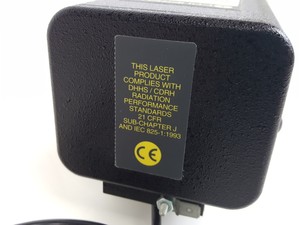 THIS LASER
PRODUCT
COMPLIES WITH
DHHS / CDRH
RADIATION
PERFORMANCE
STANDARDS
21 CFR
SUB-CHAPTER J
AND IEC 825-1:1993
CE